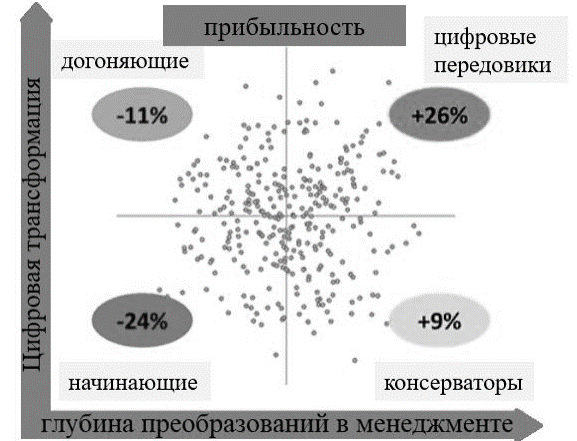 прибыльность
догоняющие
цифровые
передовики
-11%
+26%
Цифровая трансформация
-24%
+9%
начинающие
консерваторы
глубина преобразований в менеджменте